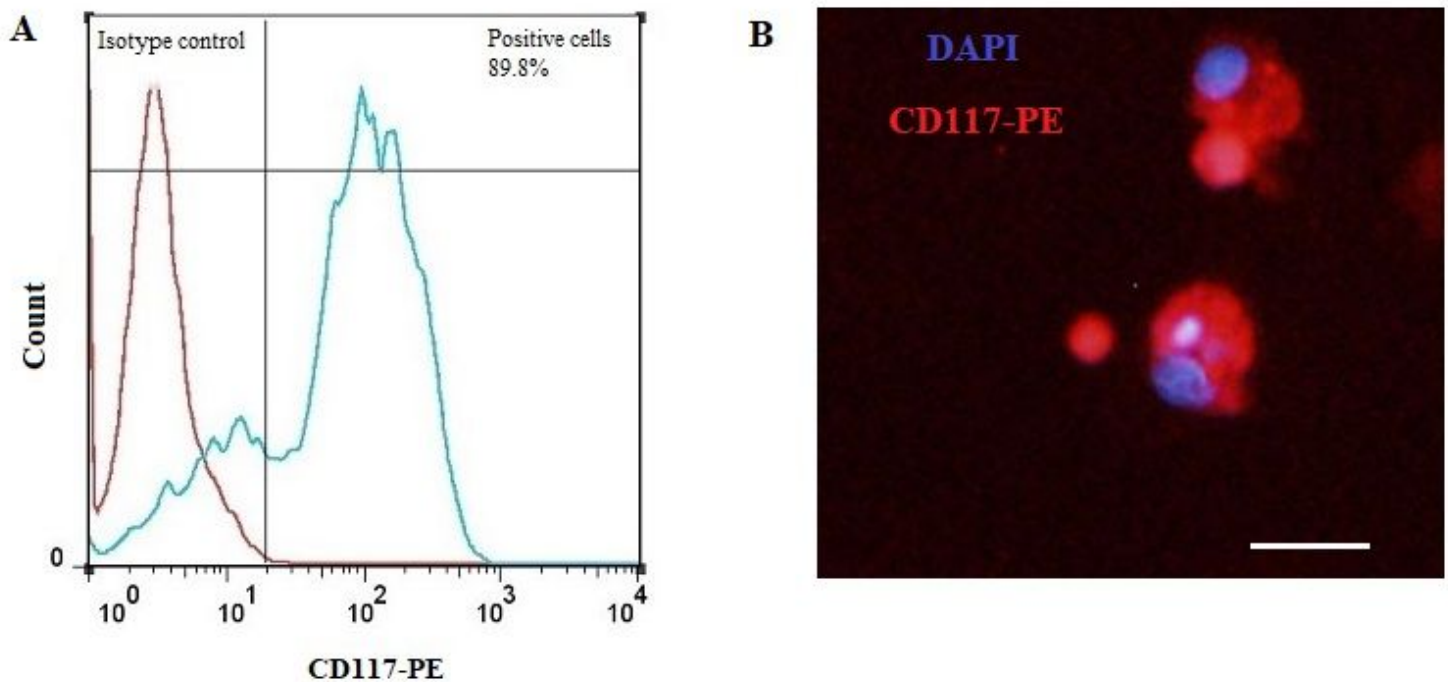 A
Isotype control
Positive cells
89.8%
Count
0
10^0 10^1 10^2 10^3 10^4
CD117-PE
B
DAPI
CD117-PE